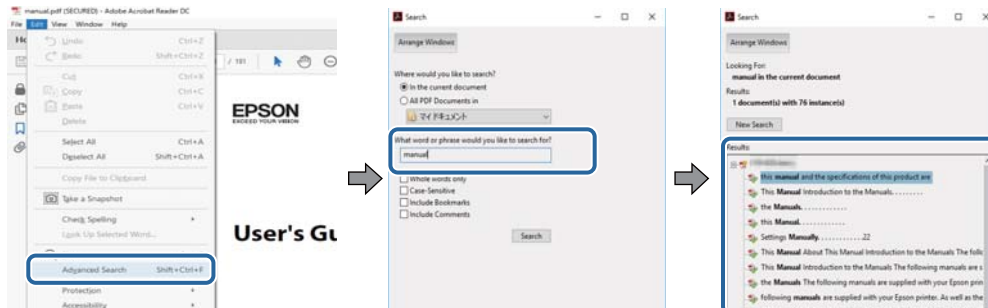 manual.pdf (SECURED) - Adobe Acrobat Reader DC
File Edit View Window Help
Undo Ctrl+Z
Redo Shift+Ctrl+Z
Cut Ctrl+X
Copy Ctrl+C
Paste Ctrl+V
Delete
Select All Ctrl+A
Deselect All Shift+Ctrl+A
Copy File to Clipboard
Take a Snapshot
Check Spelling
Look Up Selected Word...
Advanced Search Shift+Ctrl+F
Protection
Accessibility
/ 191
EPSON
EXCEED YOUR VISION
User's Gu
Search
Arrange Windows
Where would you like to search?
In the current document
All PDF Documents in
マイ ドキュメント
What word or phrase would you like to search for?
manual
Whole words only
Case-Sensitive
Include Bookmarks
Include Comments
Search
Search
Arrange Windows
Looking For:
manual in the current document
Results:
1 document(s) with 76 instance(s)
New Search
Results:
this manual and the specifications of this product are
This Manual Introduction to the Manuals. . . . . . . . .
the Manuals. . . . . . . . . . . . .
this Manual. . . . . . . . . . . . .
Settings Manually. . . . . . . . . . . . .22
This Manual About This Manual Introduction to the Manuals The follo
This Manual Introduction to the Manuals The following manuals are s
the Manuals The following manuals are supplied with your Epson prin
following manuals are supplied with your Epson printer. As well as the